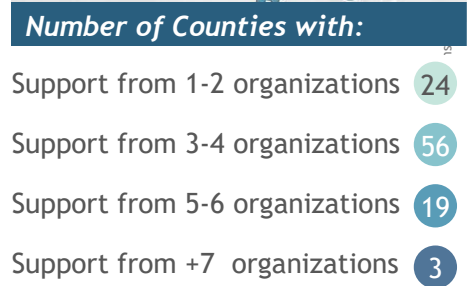 Number of Counties with:
Support from 1-2 organizations 24
Support from 3-4 organizations 56
Support from 5-6 organizations 19
Support from +7 organizations 3